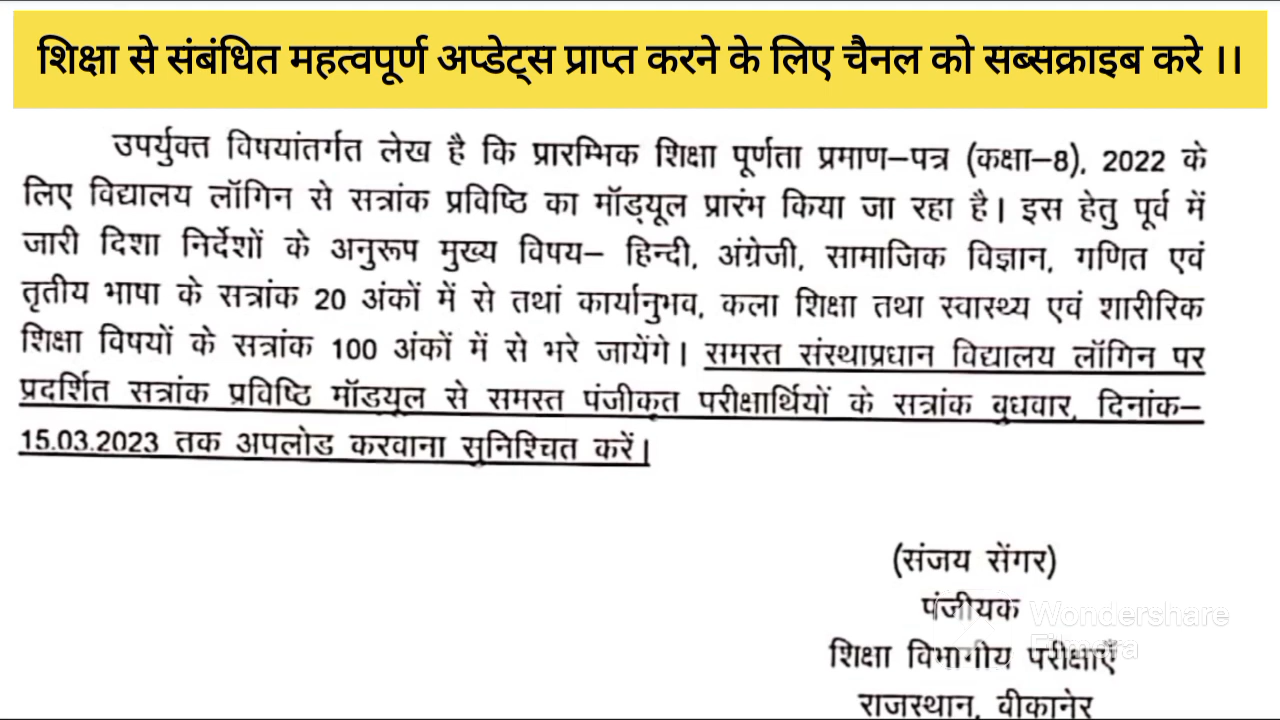 शिक्षा से संबंधित महत्वपूर्ण अप्डेट्स प्राप्त करने के लिए चैनल को सब्सक्राइब करे ।।
उपर्युक्त विषयांतर्गत लेख है कि प्रारम्भिक शिक्षा पूर्णता प्रमाण–पत्र (कक्षा–8), 2022 के
लिए विद्यालय लॉगिन से सत्रांक प्रविष्टि का मॉड्यूल प्रारंभ किया जा रहा है। इस हेतु पूर्व में
जारी दिशा निर्देशों के अनुरूप मुख्य विषय– हिन्दी, अंग्रेजी, सामाजिक विज्ञान, गणित एवं
तृतीय भाषा के सत्रांक 20 अंकों में से तथां कार्यानुभव, कला शिक्षा तथा स्वास्थ्य एवं शारीरिक
शिक्षा विषयों के सत्रांक 100 अंकों में से भरे जायेंगे। समस्त संस्थाप्रधान विद्यालय लॉगिन पर
प्रदर्शित सत्रांक प्रविष्टि मॉडयूल से समस्त पंजीकृत परीक्षार्थियों के सत्रांक बुधवार, दिनांक–
15.03.2023 तक अपलोड करवाना सुनिश्चित करें।
(संजय सेंगर)
पंजीयक
Wondershare
Filmora
शिक्षा विभागीय परीक्षाएँ
राजस्थान, बीकानेर